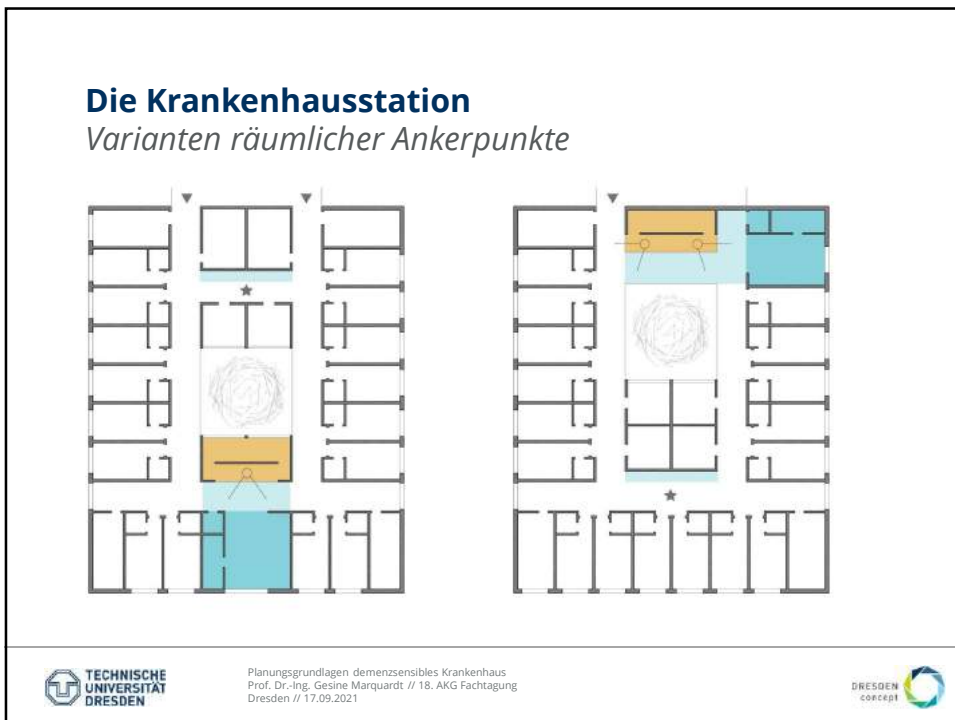 Die Krankenhausstation
Varianten räumlicher Ankerpunkte
TECHNISCHE
UNIVERSITÄT
DRESDEN
Planungsgrundlagen demenzsensibles Krankenhaus
Prof. Dr.-Ing. Gesine Marquardt // 18. AKG Fachtagung
Dresden // 17.09.2021
DRESDEN
concept